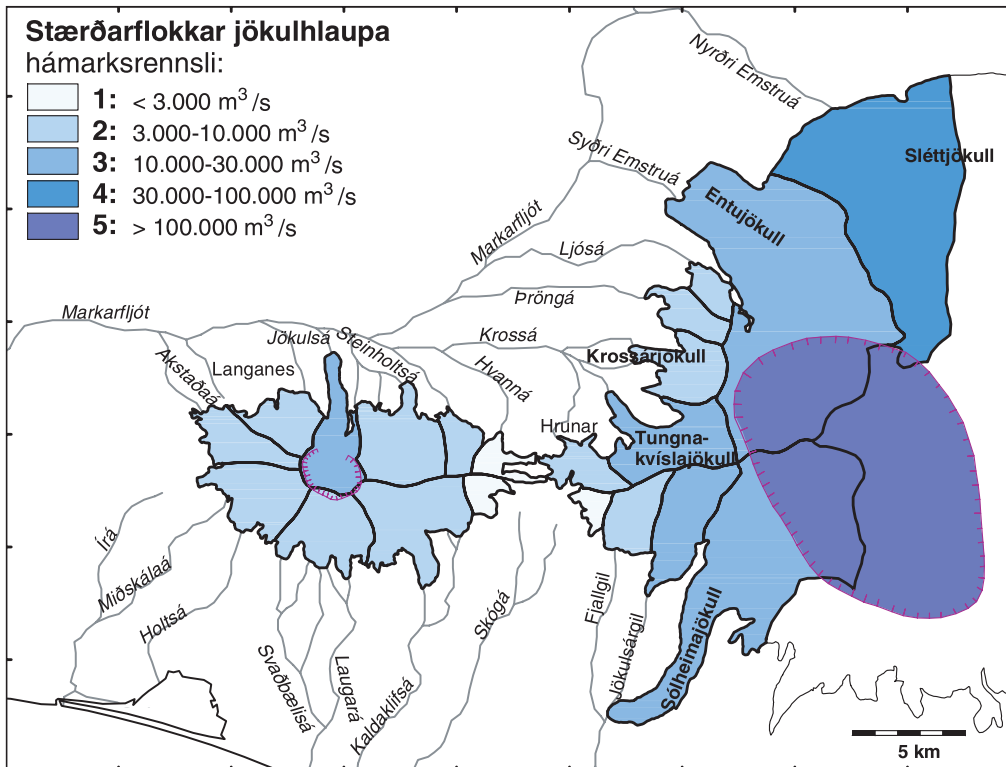 Stærðarflokkar jökulhlaupa
hámarksrennsli:
1: < 3.000 m³/s
2: 3.000-10.000 m³/s
3: 10.000-30.000 m³/s
4: 30.000-100.000 m³/s
5: > 100.000 m³/s
Nyrðri Emstruá
Sléttjökull
Syðri Emstruá
Entujökull
Markarfljót
Ljósá
Þröngá
Markarfljót
Jökulsá
Steinholtsá
Krossá
Krossárjökull
Akstaðaá
Langanes
Hvanná
Hrunar
Tungna-
kvíslajökull
Írá
Miðskálaá
Holtsá
Svaðbælisá
Laugará
Kaldaklifsá
Skógá
Fjallgil
Jökulsárgil
Sólheimajökull
5 km